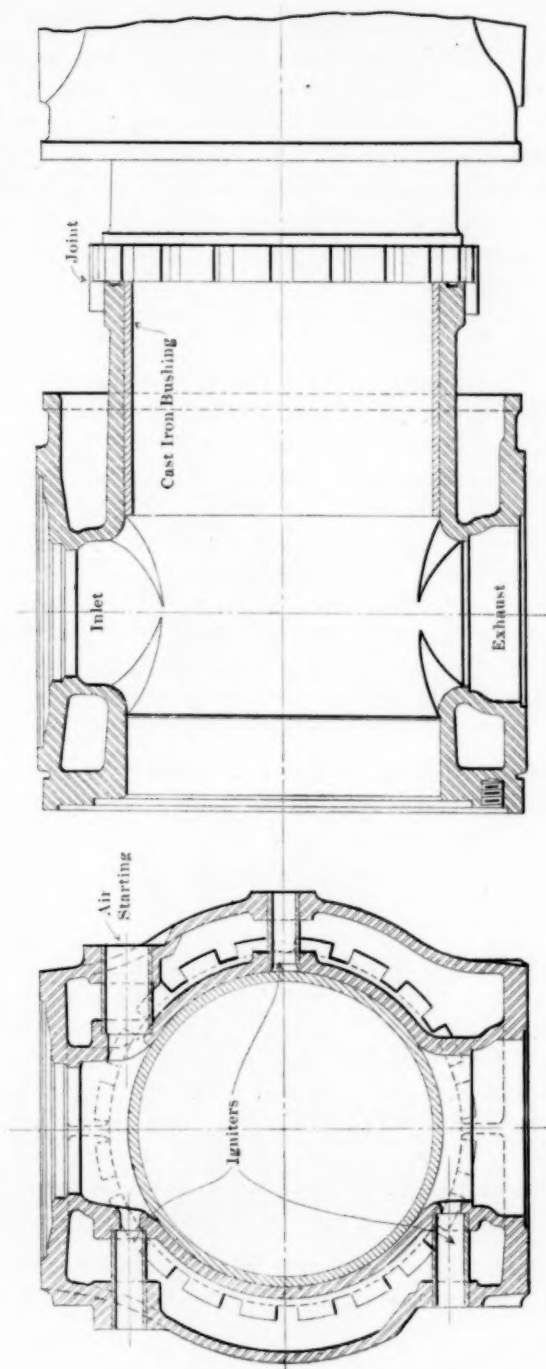 Joint
Cast Iron Bushing
Inlet
Exhaust
Air
Starting
Igniters